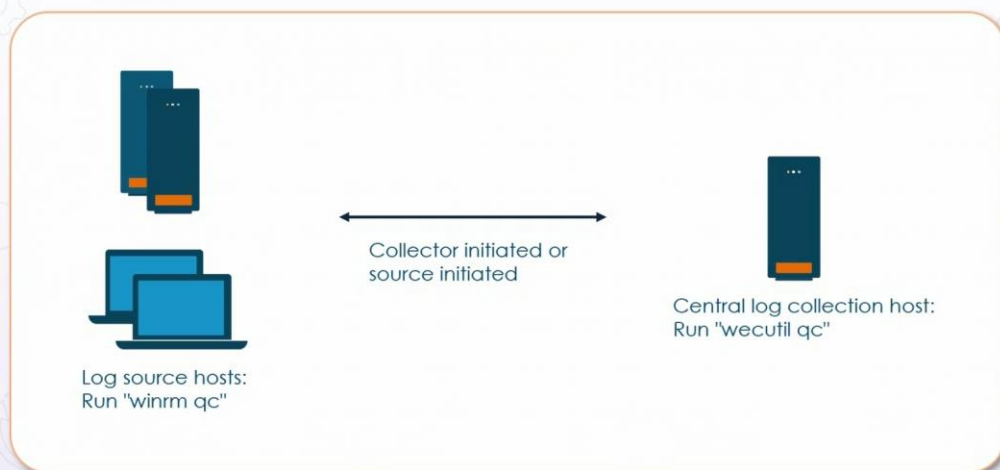 Collector initiated or
source initiated
Central log collection host:
Run "wecutil qc"
Log source hosts:
Run "winrm qc"